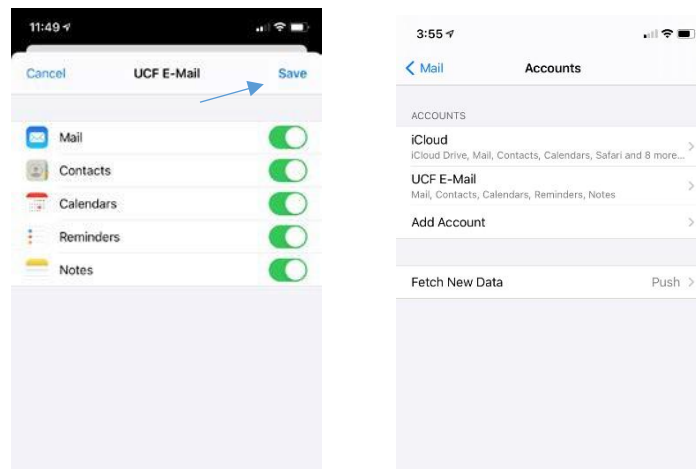 11:49
Cancel UCF E-Mail Save
Mail
Contacts
Calendars
Reminders
Notes
3:55
Mail Accounts
ACCOUNTS
iCloud
iCloud Drive, Mail, Contacts, Calendars, Safari and 8 more...
UCF E-Mail
Mail, Contacts, Calendars, Reminders, Notes
Add Account
Fetch New Data Push